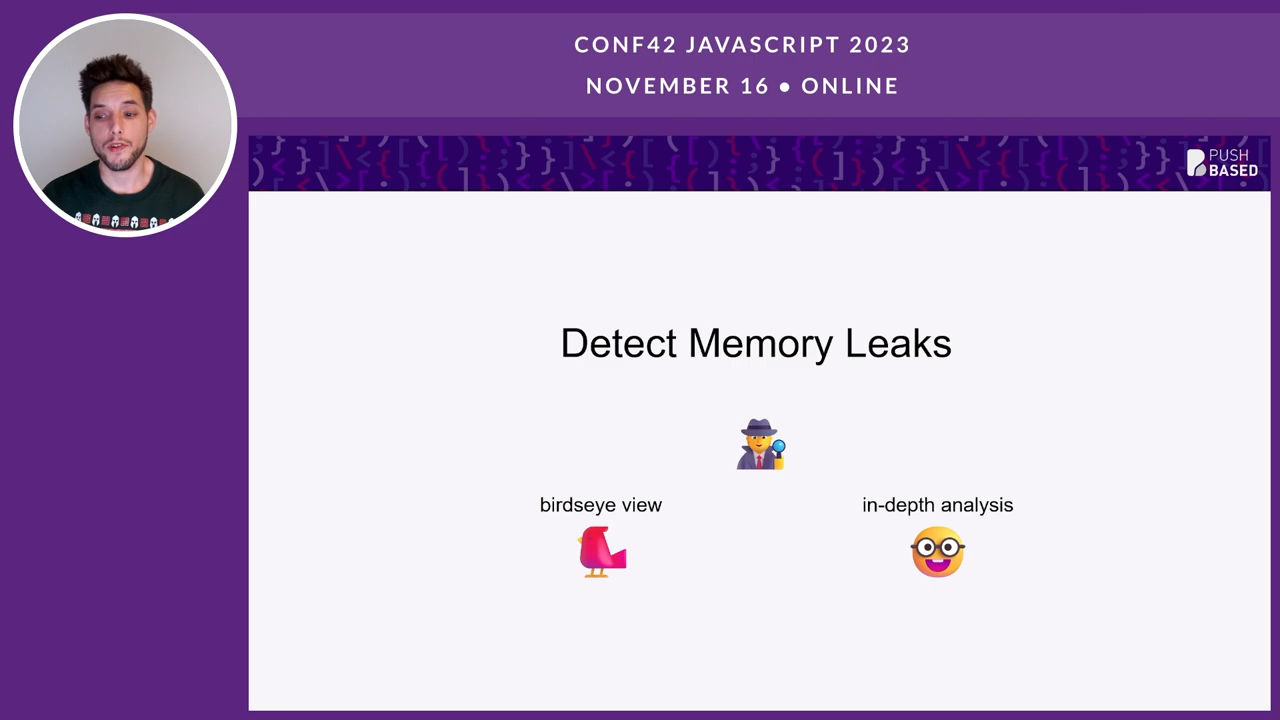 CONF42 JAVASCRIPT 2023
NOVEMBER 16 ● ONLINE
PUSH
BASED
Detect Memory Leaks
birdseye view
in-depth analysis